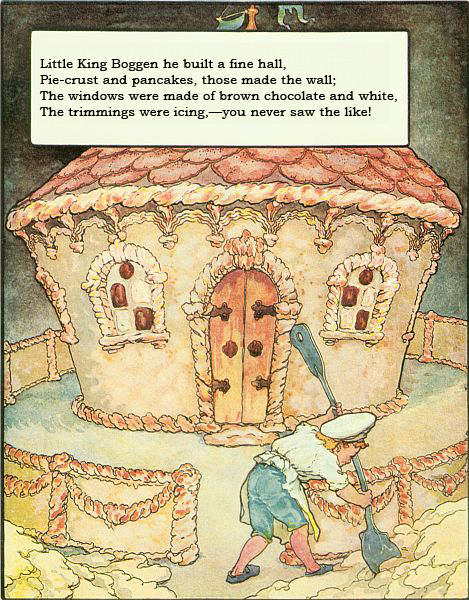 Little King Boggen he built a fine hall,
Pie-crust and pancakes, those made the wall;
The windows were made of brown chocolate and white,
The trimmings were icing,—you never saw the like!